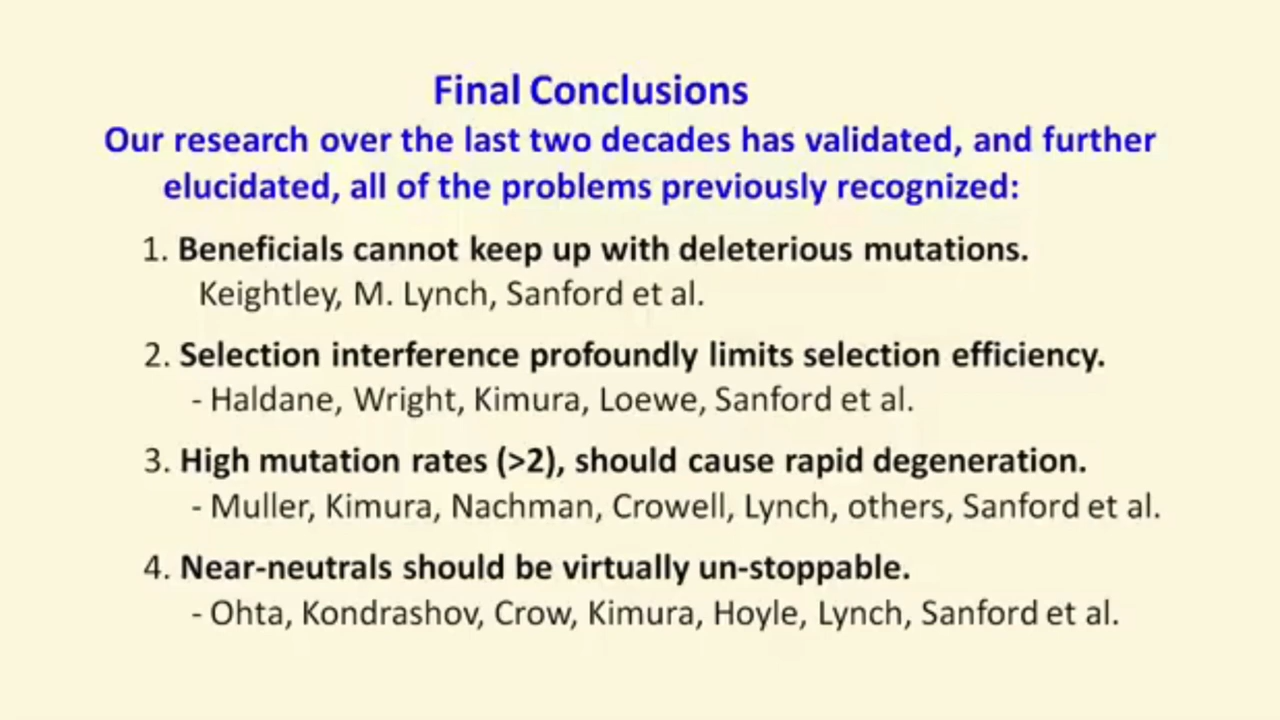 Final Conclusions
Our research over the last two decades has validated, and further
elucidated, all of the problems previously recognized:
1. Beneficials cannot keep up with deleterious mutations.
Keightley, M. Lynch, Sanford et al.
2. Selection interference profoundly limits selection efficiency.
- Haldane, Wright, Kimura, Loewe, Sanford et al.
3. High mutation rates (>2), should cause rapid degeneration.
- Muller, Kimura, Nachman, Crowell, Lynch, others, Sanford et al.
4. Near-neutrals should be virtually un-stoppable.
- Ohta, Kondrashov, Crow, Kimura, Hoyle, Lynch, Sanford et al.